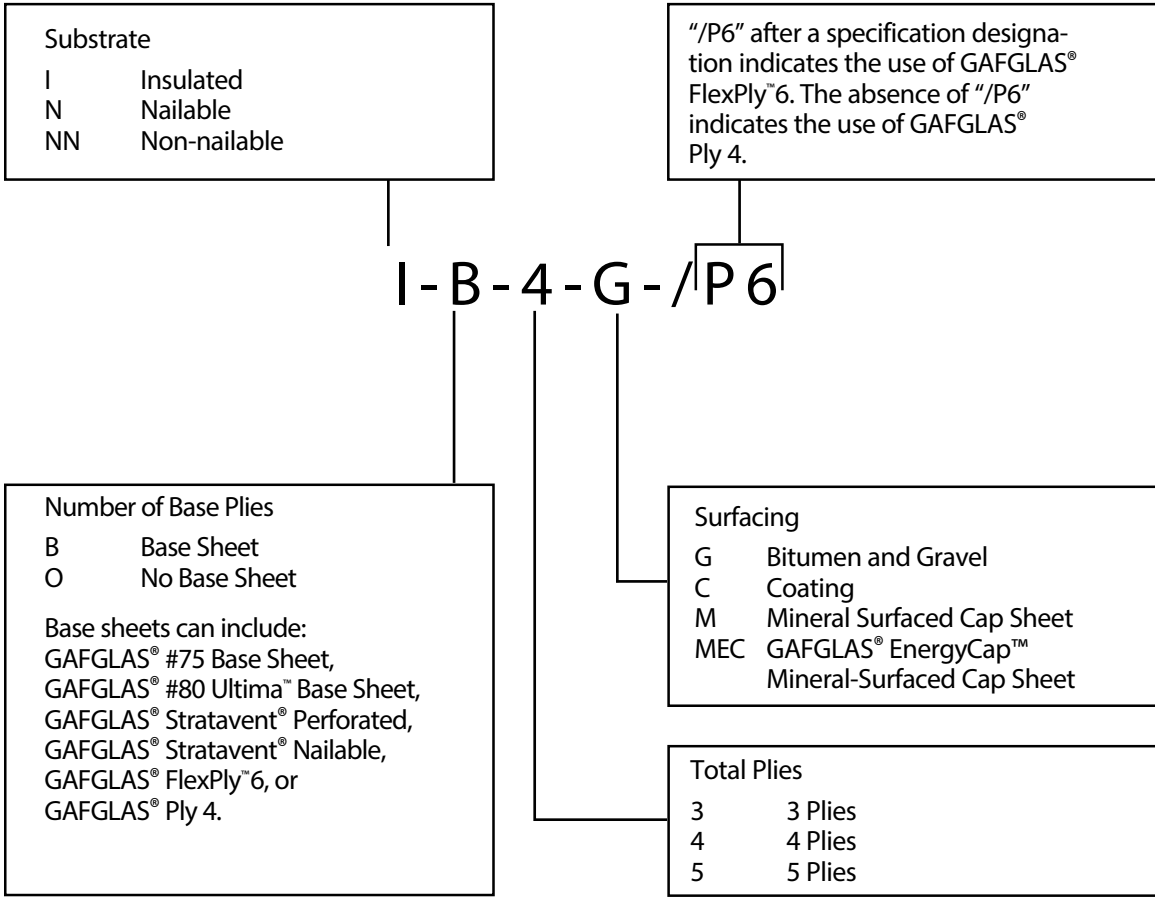 Substrate
I Insulated
N Nailable
NN Non-nailable
“/P6” after a specification designa-
tion indicates the use of GAFGLAS®
FlexPly™6. The absence of “/P6”
indicates the use of GAFGLAS®
Ply 4.
I - B - 4 - G - / P 6
Number of Base Plies
B Base Sheet
O No Base Sheet
Base sheets can include:
GAFGLAS® #75 Base Sheet,
GAFGLAS® #80 Ultima™ Base Sheet,
GAFGLAS® Stratavent® Perforated,
GAFGLAS® Stratavent® Nailable,
GAFGLAS® FlexPly™6, or
GAFGLAS® Ply 4.
Surfacing
G Bitumen and Gravel
C Coating
M Mineral Surfaced Cap Sheet
MEC GAFGLAS® EnergyCap™
Mineral-Surfaced Cap Sheet
Total Plies
3 3 Plies
4 4 Plies
5 5 Plies